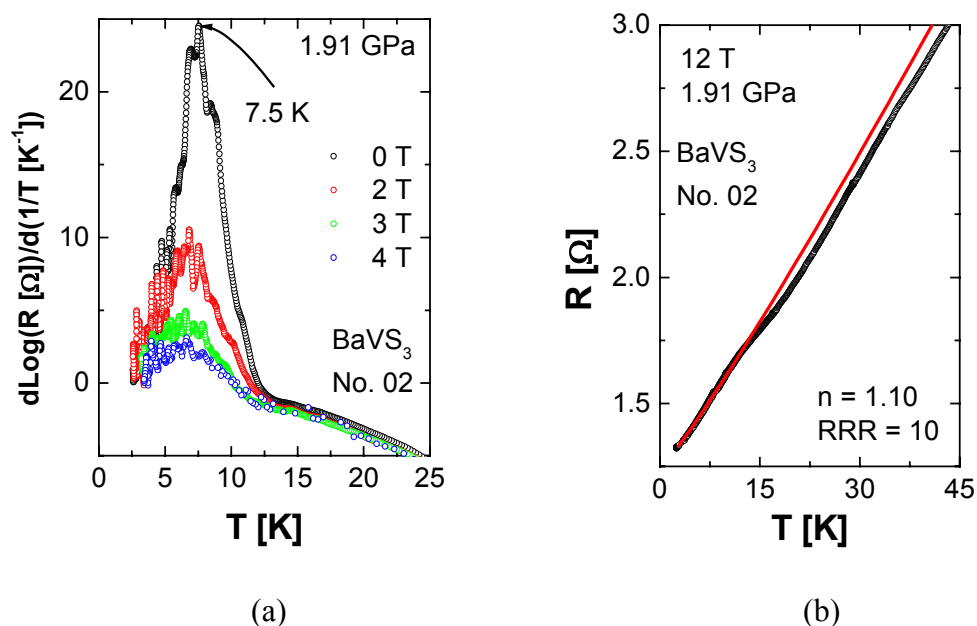 1.91 GPa
7.5 K
0 T
2 T
3 T
4 T
BaVS₃
No. 02
dLog(R [Ω])/d(1/T [K⁻¹])
20
10
0
0 5 10 15 20 25
T [K]
(a)
12 T
1.91 GPa
BaVS₃
No. 02
n = 1.10
RRR = 10
R [Ω]
3.0
2.5
2.0
1.5
0 15 30 45
T [K]
(b)